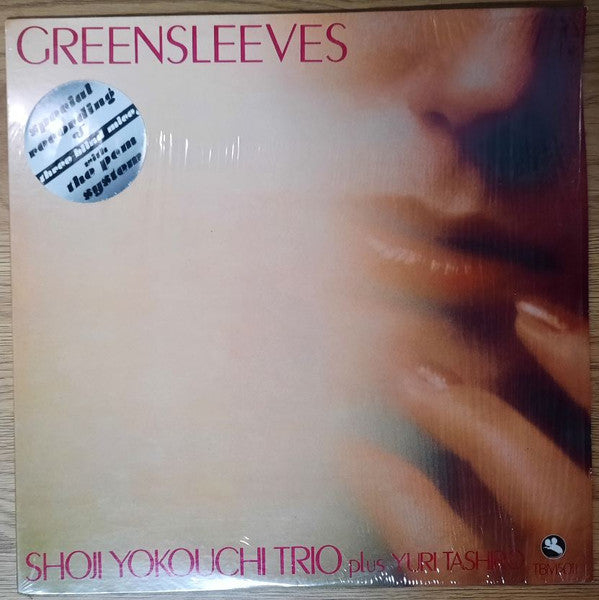 GREENSLEEVES
special
recording
of
three blind mice
with
the pcm
system
SHOJI YOKOUCHI TRIO plus YURI TASHIRO